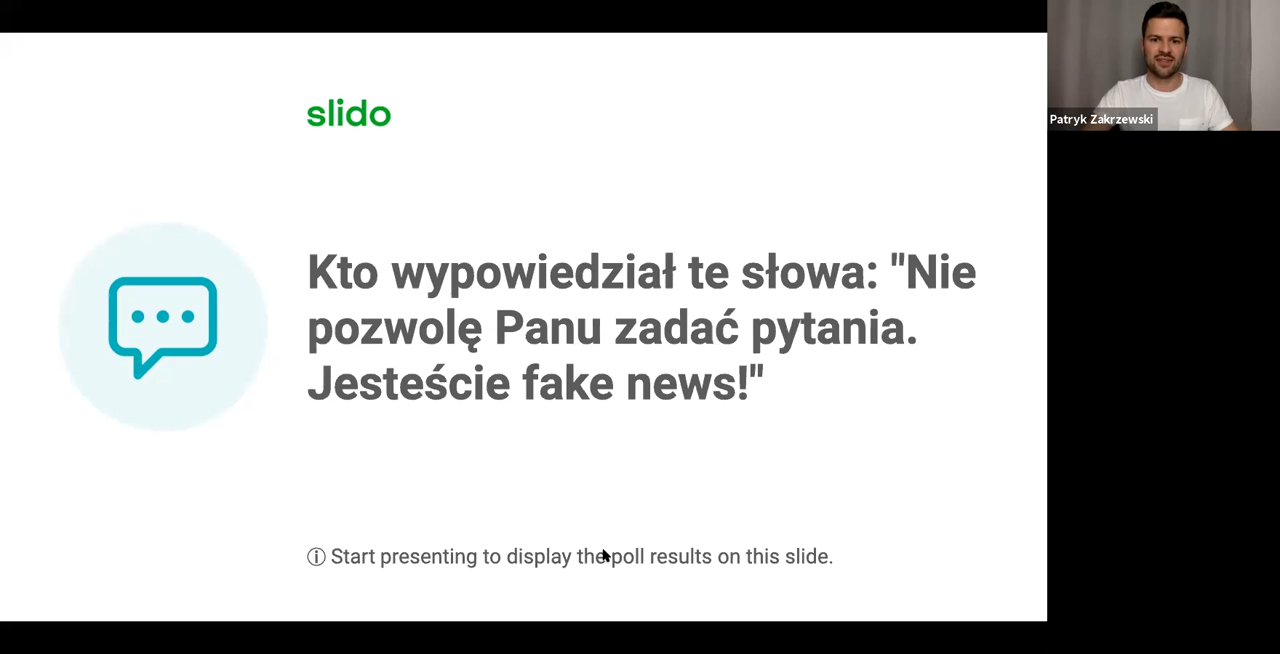 slido
Patryk Zakrzewski
Kto wypowiedział te słowa: "Nie
pozwolę Panu zadać pytania.
Jesteście fake news!"
ⓘ Start presenting to display the poll results on this slide.